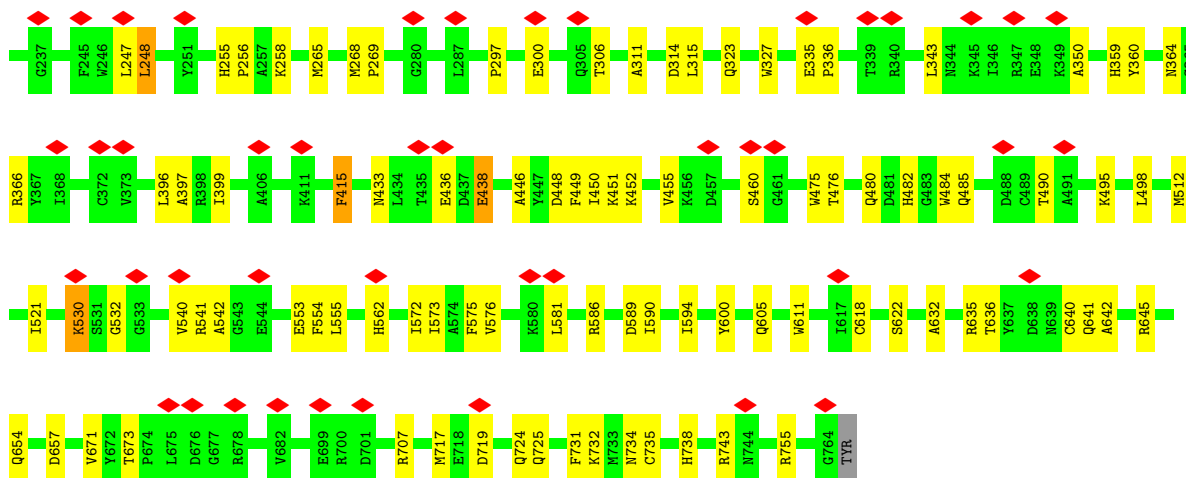 G237 F245 W246 L247 L248 Y251 H255 P256 A257 K258 M265 M268 P269 G280 L287 P297 E300 Q305 T306 A311 D314 L315 Q323 W327 E335 P336 T339 R340 L343 N344 K345 I346 R347 E348 K349 A350 H359 Y360 N364
R366 Y367 I368 C372 V373 L396 A397 R398 I399 A406 K411 F415 N433 L434 T435 E436 D437 E438 A446 Y447 D448 F449 I450 K451 K452 V455 K456 D457 S460 G461 W475 T476 Q480 D481 H482 G483 W484 Q485 D488 C489 T490 A491 K495 L498 M512
I521 K530 S531 G532 G533 V540 R541 A542 G543 E544 E553 F554 L555 H562 I572 I573 A574 F575 V576 K580 L581 R586 D589 I590 I594 Y600 Q605 W611 I617 C618 S622 A632 R635 T636 Y637 D638 N639 C640 Q641 A642 R645
Q654 D657 V671 Y672 T673 P674 L675 D676 G677 R678 V682 E699 R700 D701 R707 M717 E718 D719 Q724 Q725 F731 K732 M733 N734 C735 H738 R743 N744 R755 G764 TYR